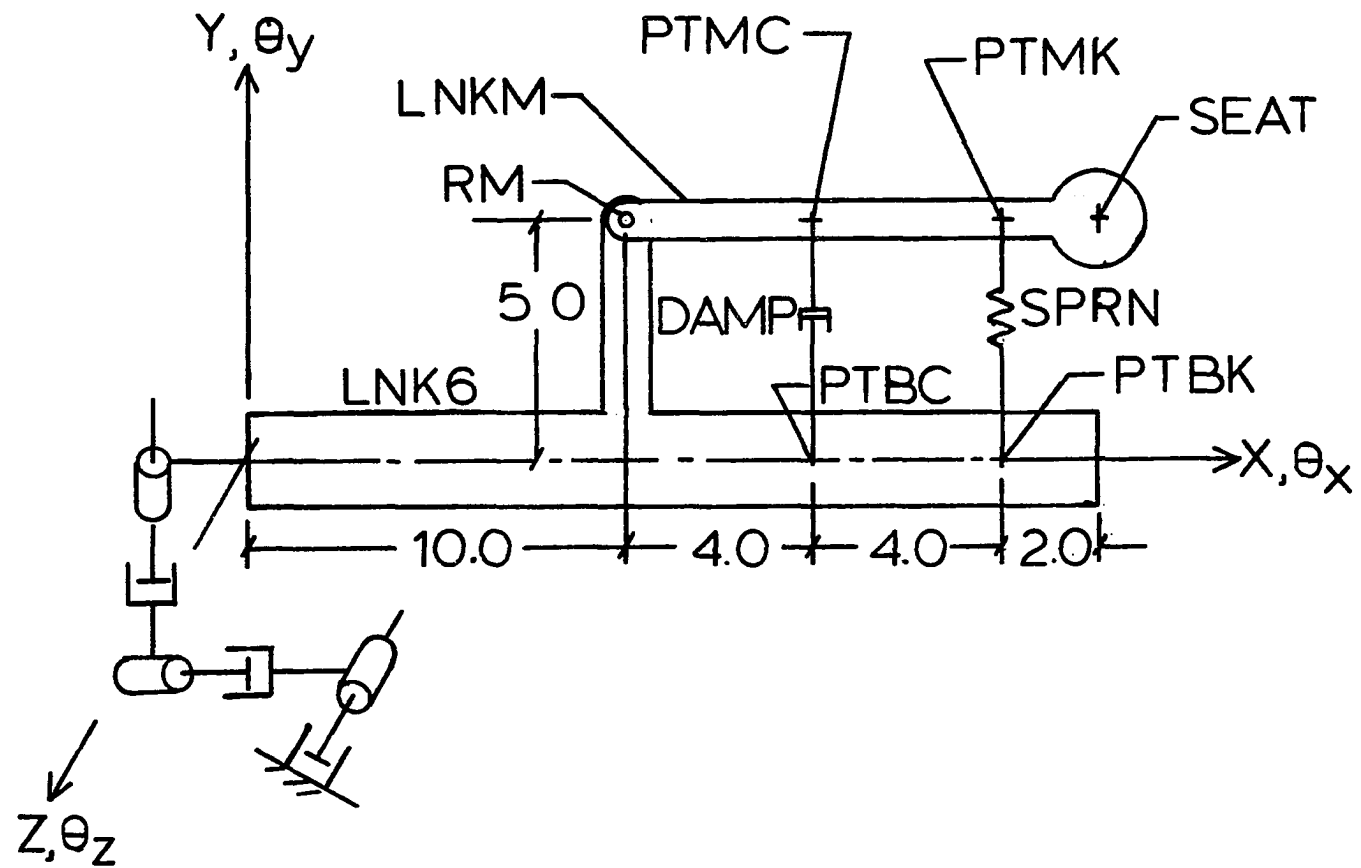 Y, θy
PTMC
PTMK
LNKM
SEAT
RM
5 0
DAMP
SPRN
LNK6
PTBC
PTBK
X, θx
10.0
4.0
4.0
2.0
Z, θz